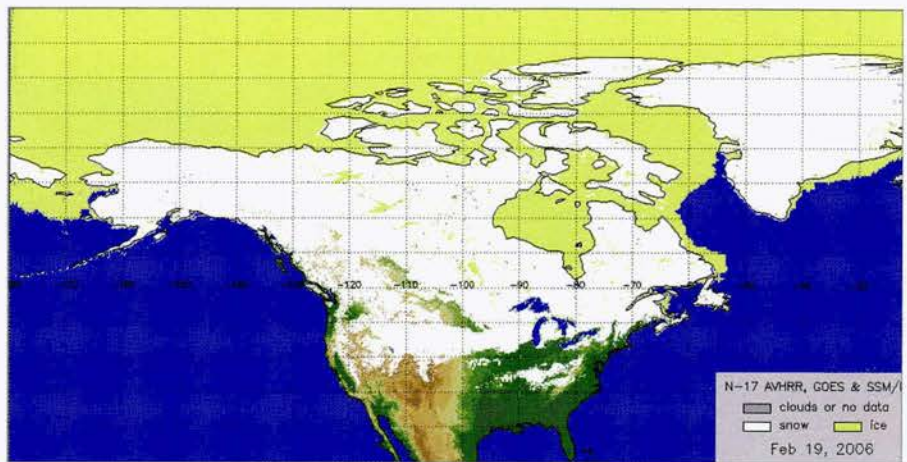 -120 -110 -100 -90 -80 -70 -60
N-17 AVHRR, GOES & SSM/I
clouds or no data
snow ice
Feb 19, 2006